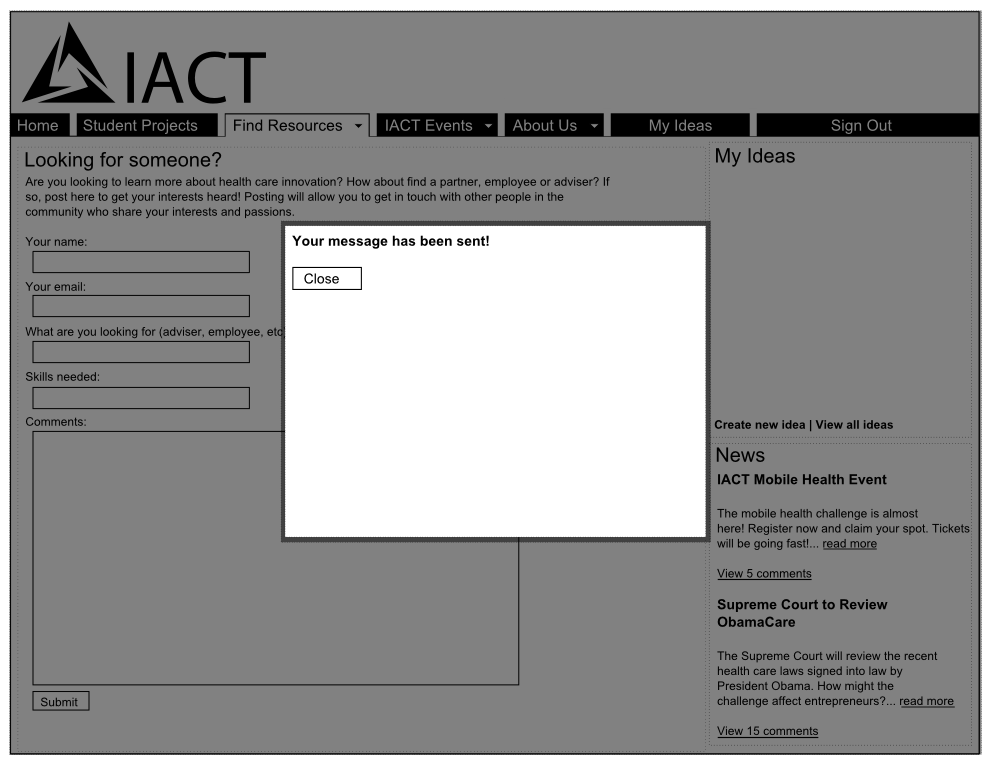 IACT
Home
Student Projects
Find Resources
IACT Events
About Us
My Ideas
Sign Out
Looking for someone?
Are you looking to learn more about health care innovation? How about find a partner, employee or adviser? If
so, post here to get your interests heard! Posting will allow you to get in touch with other people in the
community who share your interests and passions.
Your name:
Your email:
What are you looking for (adviser, employee, etc
Skills needed:
Comments:
Submit
Your message has been sent!
Close
My Ideas
Create new idea | View all ideas
News
IACT Mobile Health Event
The mobile health challenge is almost
here! Register now and claim your spot. Tickets
will be going fast!... read more
View 5 comments
Supreme Court to Review
ObamaCare
The Supreme Court will review the recent
health care laws signed into law by
President Obama. How might the
challenge affect entrepreneurs?... read more
View 15 comments